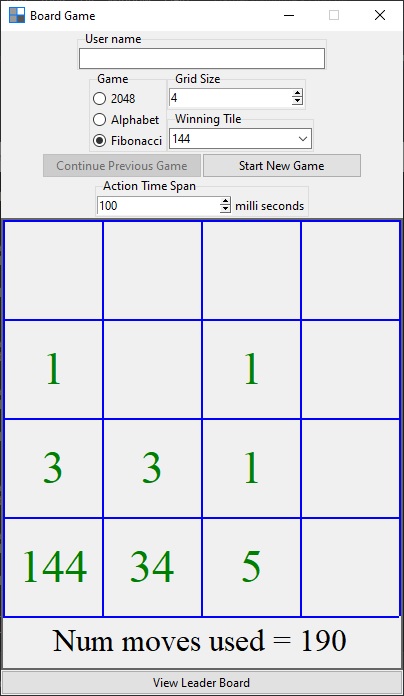 Board Game
User name
Game
Grid Size
2048
4
Alphabet
Winning Tile
Fibonacci
144
Continue Previous Game
Start New Game
Action Time Span
100 milli seconds
1 1
3 3 1
144 34 5
Num moves used = 190
View Leader Board